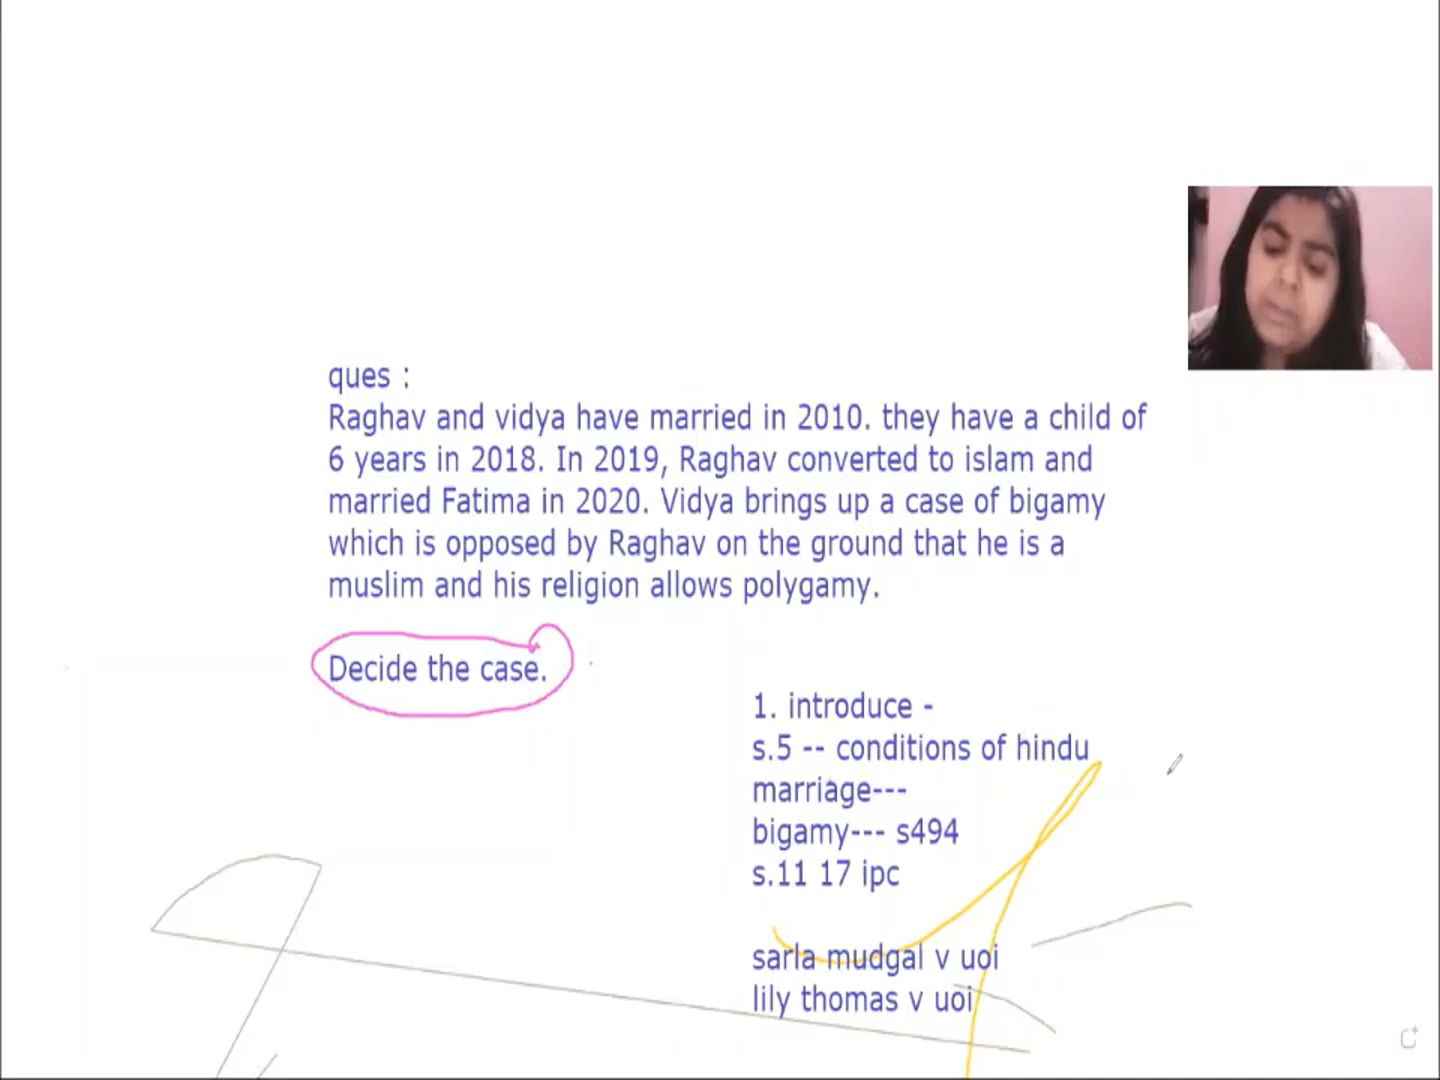 ques :
Raghav and vidya have married in 2010. they have a child of
6 years in 2018. In 2019, Raghav converted to islam and
married Fatima in 2020. Vidya brings up a case of bigamy
which is opposed by Raghav on the ground that he is a
muslim and his religion allows polygamy.
Decide the case.
1. introduce -
s.5 -- conditions of hindu
marriage---
bigamy--- s494
s.11 17 ipc
sarla mudgal v uoi
lily thomas v uoi